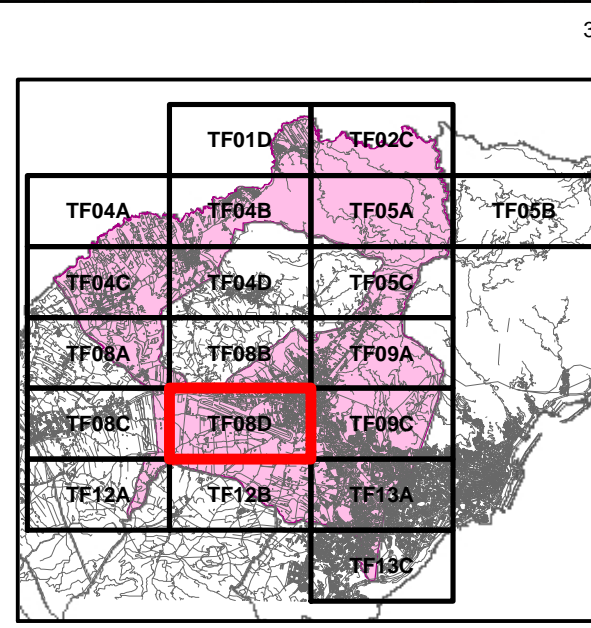 3
TF01D TF02C
TF04A TF04B TF05A TF05B
TF04C TF04D TF05C
TF08A TF08B TF09A
TF08C TF08D TF09C
TF12A TF12B TF13A
TF13C